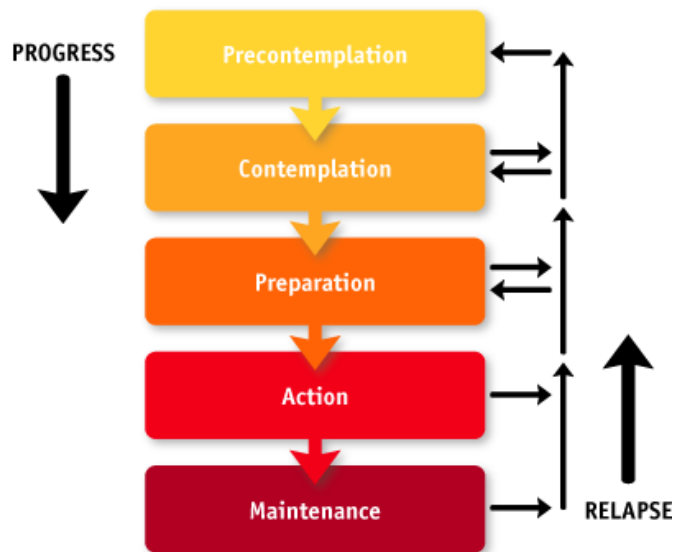 PROGRESS
Precontemplation
Contemplation
Preparation
Action
Maintenance
RELAPSE